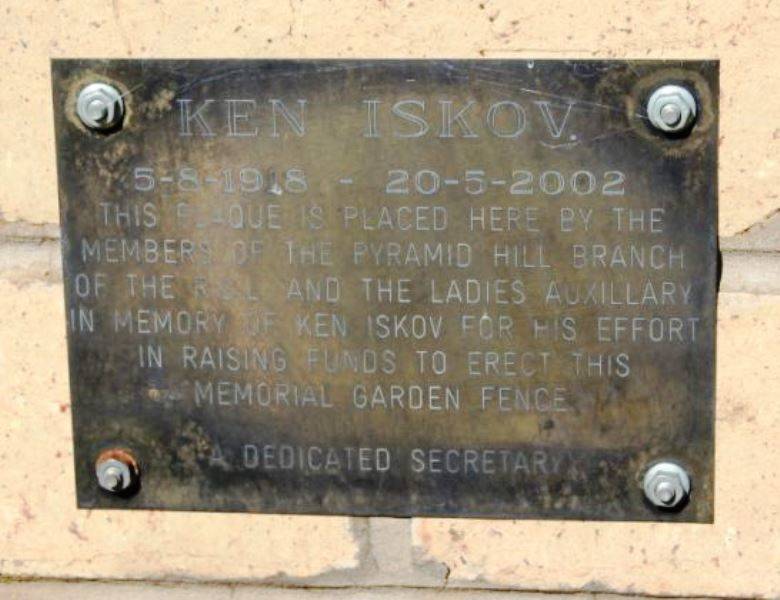 KEN ISKOV.
5-8-1918 - 20-5-2002
THIS PLAQUE IS PLACED HERE BY THE
MEMBERS OF THE PYRAMID HILL BRANCH
OF THE R.S.L. AND THE LADIES AUXILLARY
IN MEMORY OF KEN ISKOV FOR HIS EFFORT
IN RAISING FUNDS TO ERECT THIS
MEMORIAL GARDEN FENCE
A DEDICATED SECRETARY